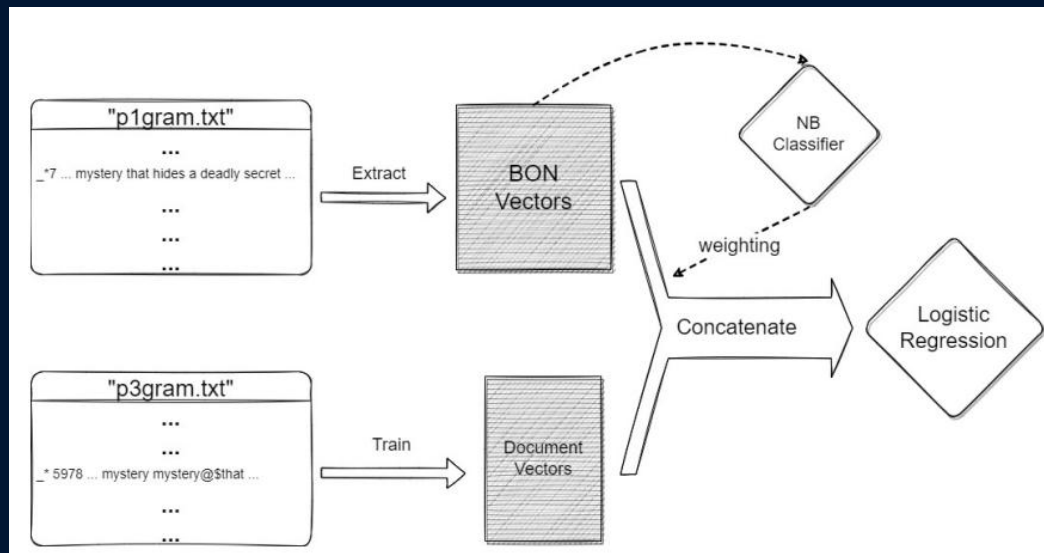 "p1gram.txt"
...
_*7 ... mystery that hides a deadly secret ...
...
...
...
Extract
BON
Vectors
NB
Classifier
weighting
Concatenate
Logistic
Regression
"p3gram.txt"
...
...
_* 5978 ... mystery mystery@$that ...
...
...
Train
Document
Vectors